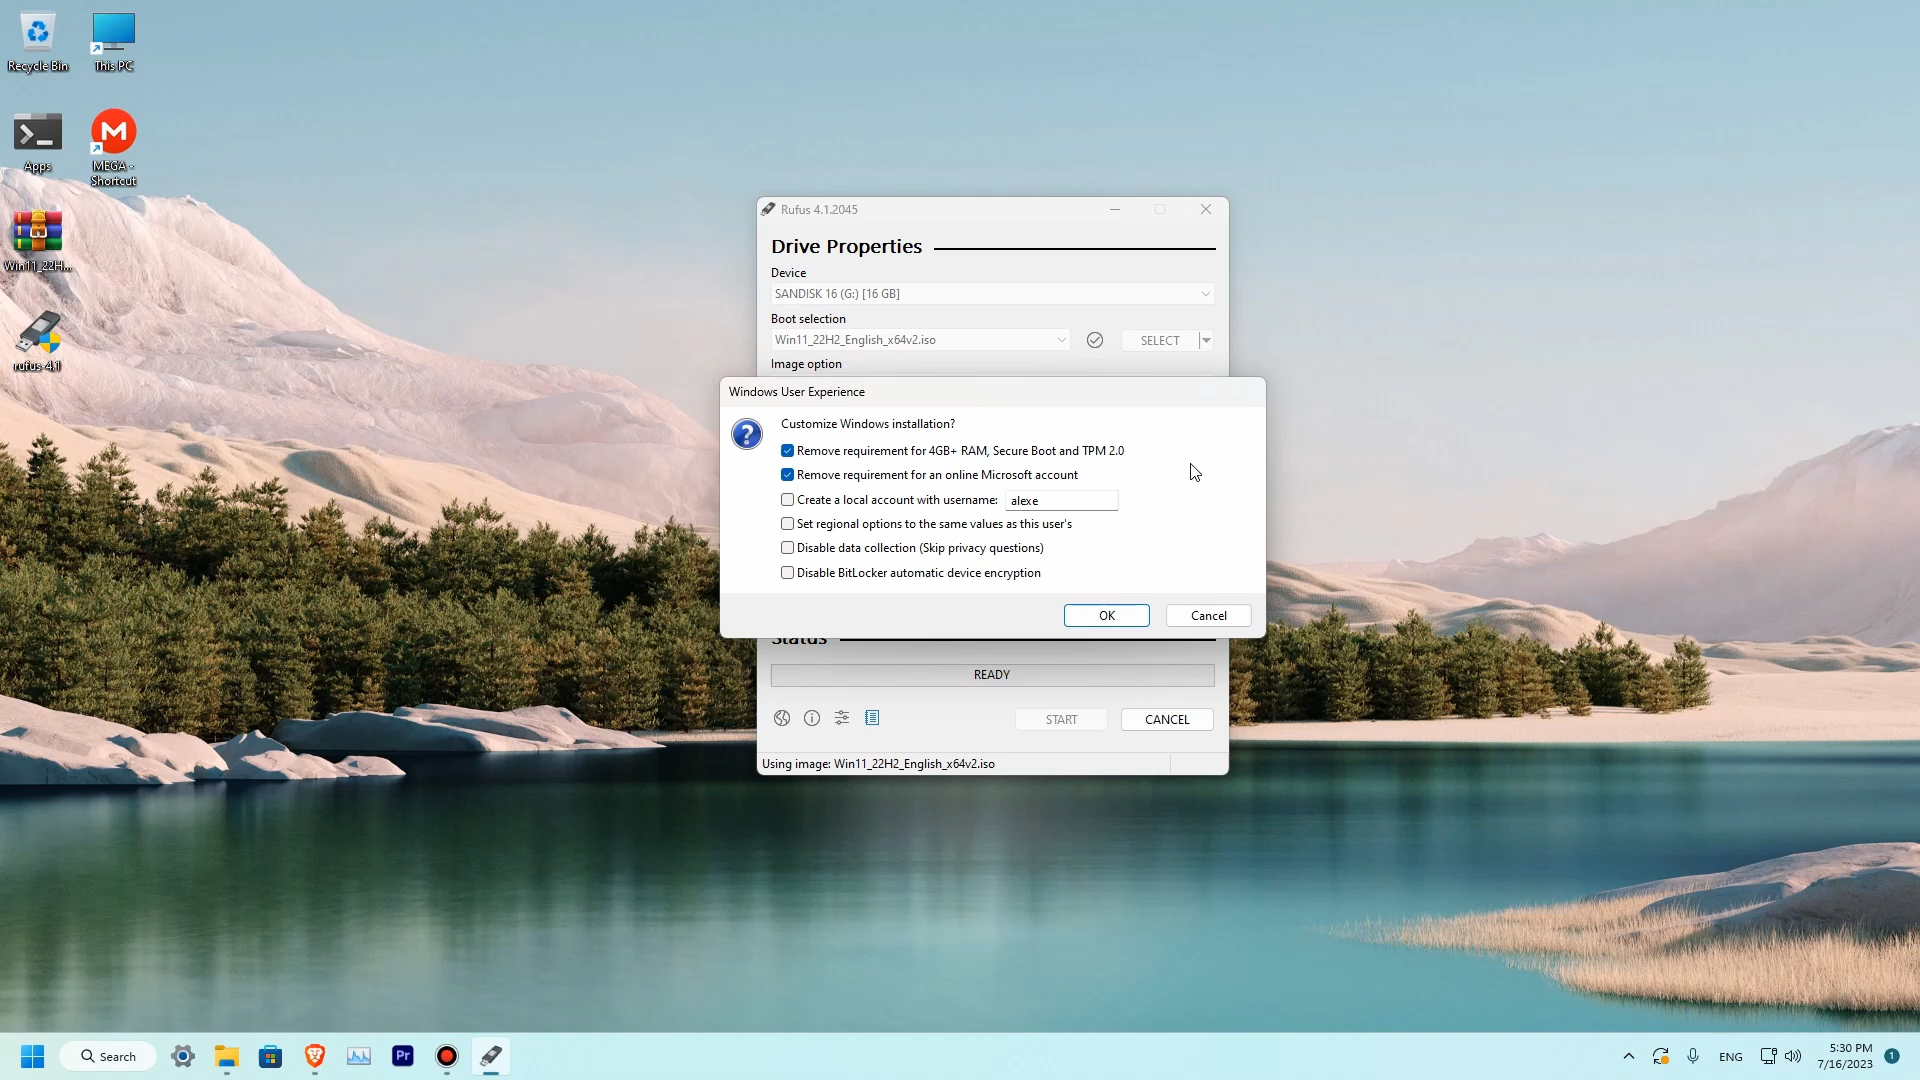 Recycle Bin
This PC
Apps
MEGA -
Shortcut
Win11_22H...
rufus-4.1
Rufus 4.1.2045
Drive Properties
Device
SANDISK 16 (G:) [16 GB]
Boot selection
Win11_22H2_English_x64v2.iso
SELECT
Image option
Windows User Experience
Customize Windows installation?
Remove requirement for 4GB+ RAM, Secure Boot and TPM 2.0
Remove requirement for an online Microsoft account
Create a local account with username: alexe
Set regional options to the same values as this user's
Disable data collection (Skip privacy questions)
Disable BitLocker automatic device encryption
OK
Cancel
Status
READY
START
CANCEL
Using image: Win11_22H2_English_x64v2.iso
Search
Pr
ENG
5:30 PM
7/16/2023
1